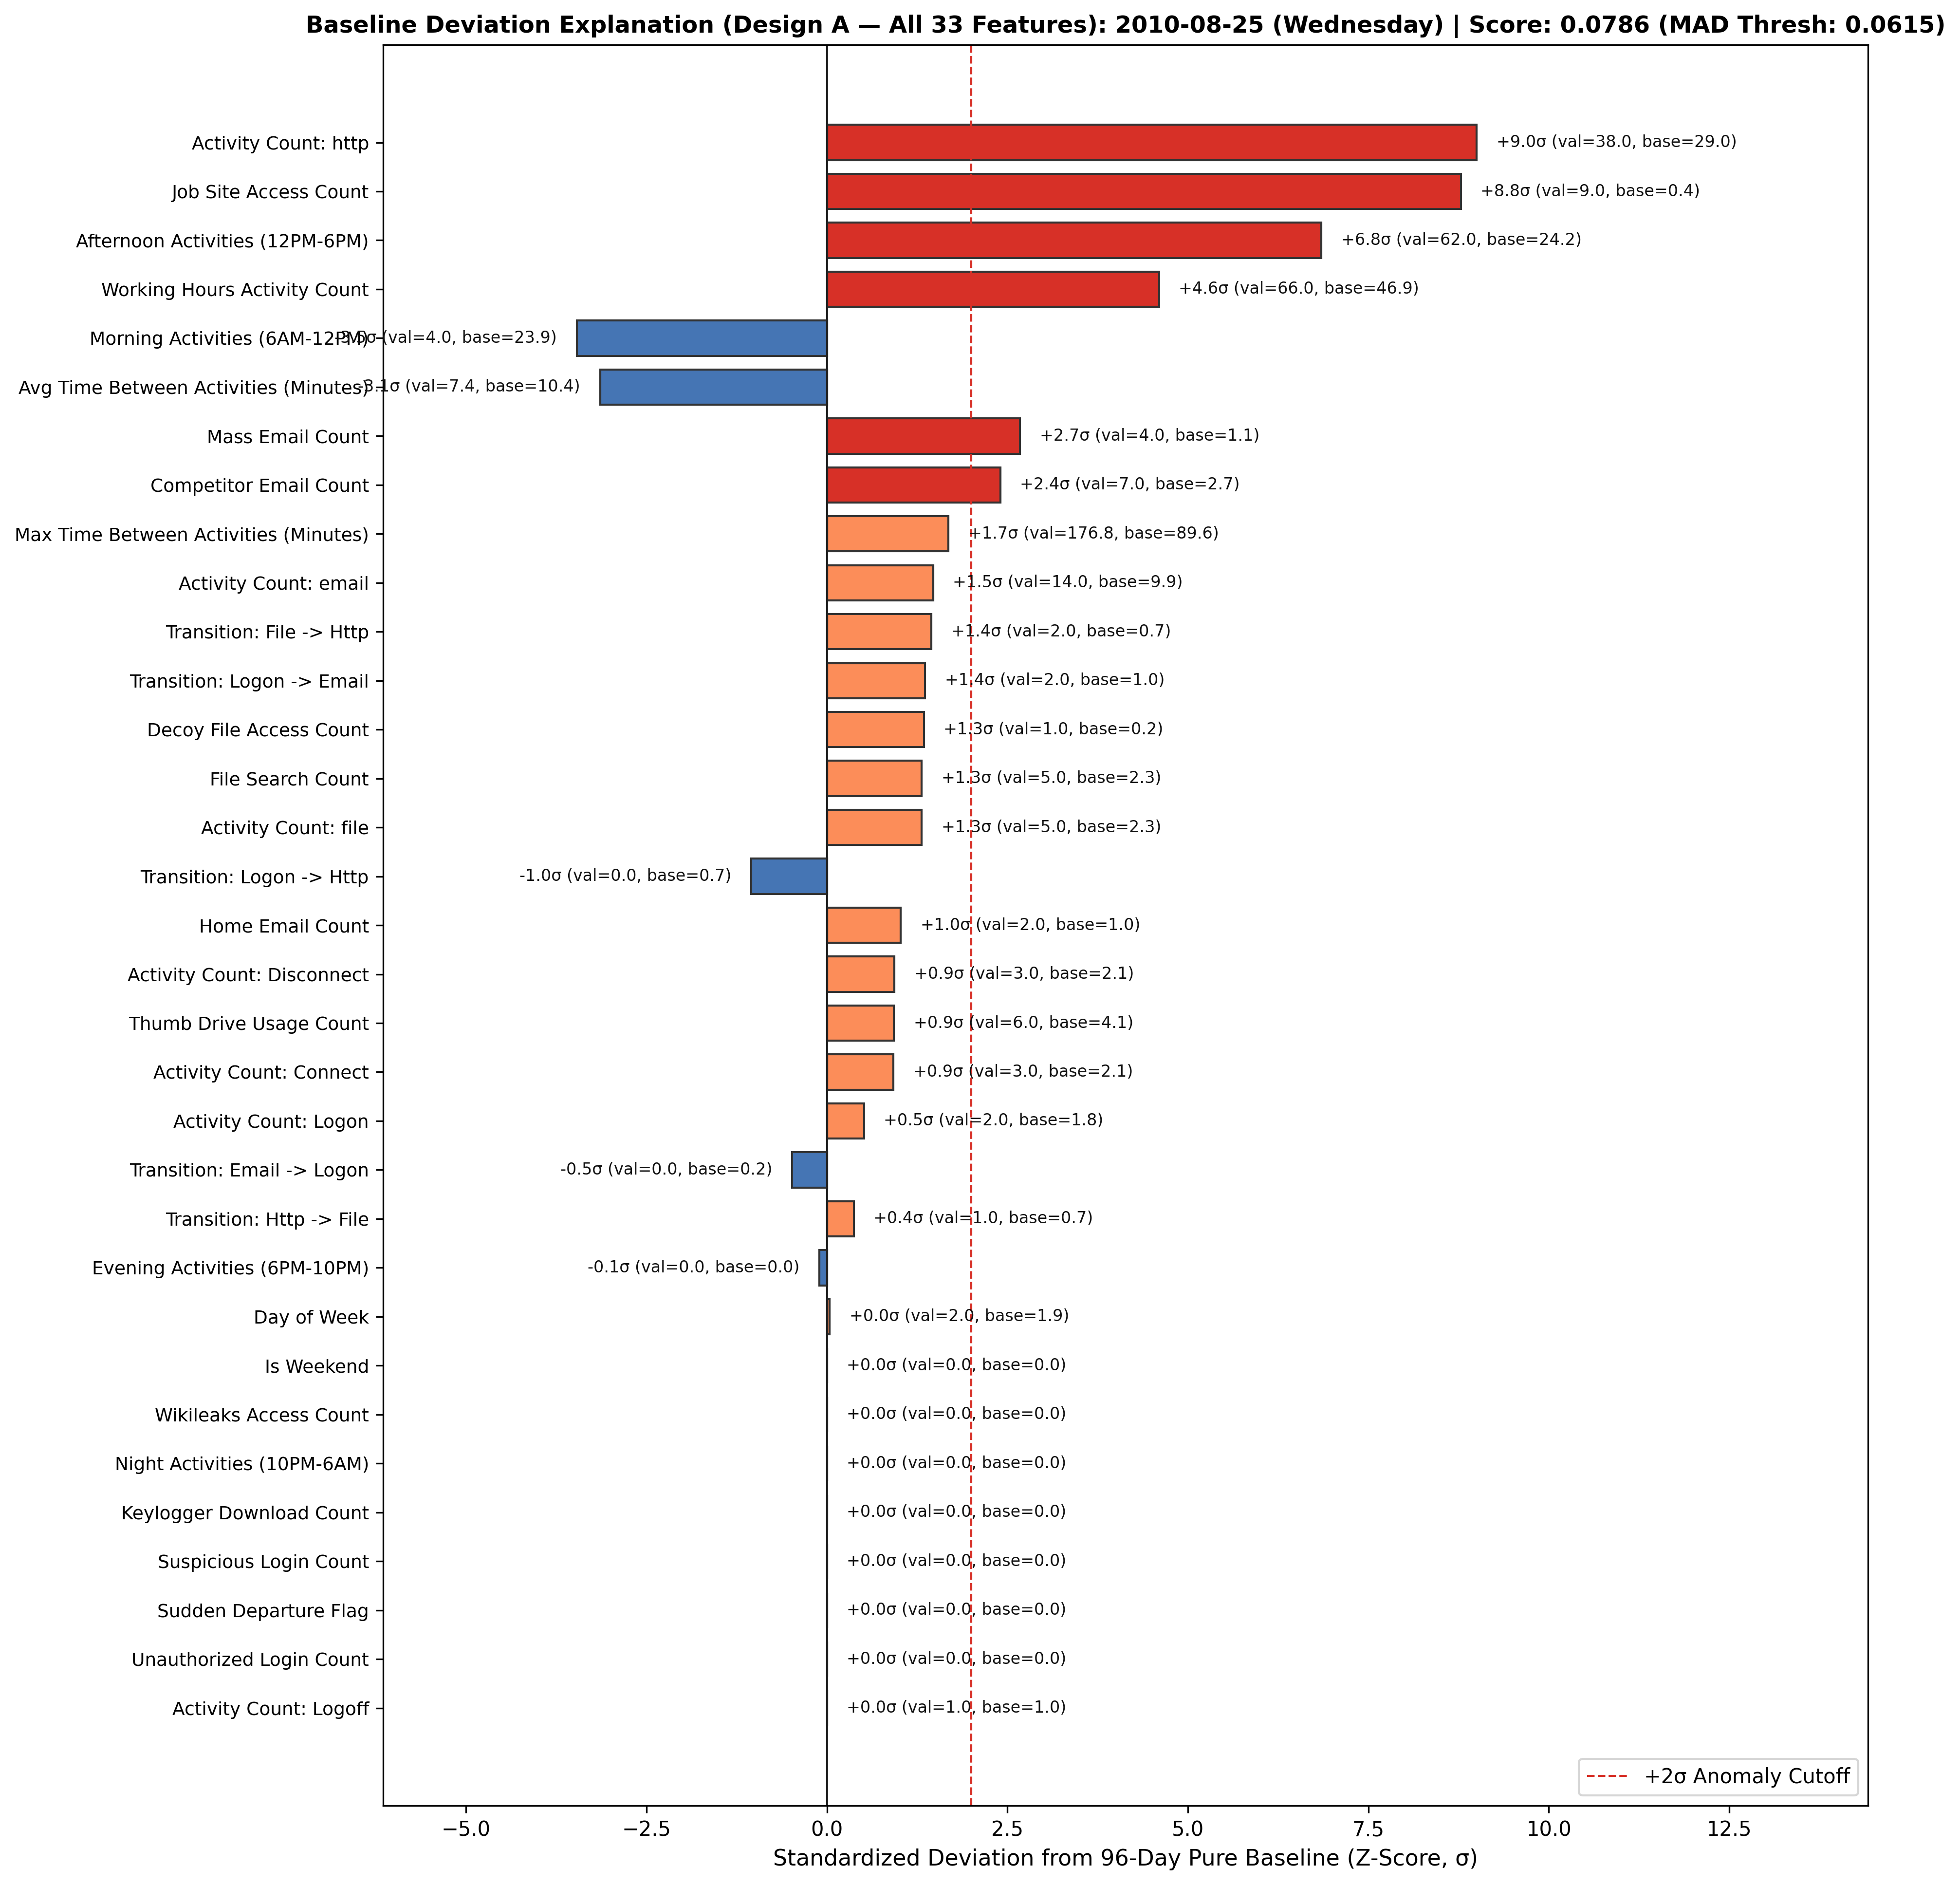 Baseline Deviation Explanation (Design A — All 33 Features): 2010-08-25 (Wednesday) | Score: 0.0786 (MAD Thresh: 0.0615)
Activity Count: http +9.0σ (val=38.0, base=29.0)
Job Site Access Count +8.8σ (val=9.0, base=0.4)
Afternoon Activities (12PM-6PM) +6.8σ (val=62.0, base=24.2)
Working Hours Activity Count +4.6σ (val=66.0, base=46.9)
Morning Activities (6AM-12PM) -3.5σ (val=4.0, base=23.9)
Avg Time Between Activities (Minutes) -3.1σ (val=7.4, base=10.4)
Mass Email Count +2.7σ (val=4.0, base=1.1)
Competitor Email Count +2.4σ (val=7.0, base=2.7)
Max Time Between Activities (Minutes) +1.7σ (val=176.8, base=89.6)
Activity Count: email +1.5σ (val=14.0, base=9.9)
Transition: File -> Http +1.4σ (val=2.0, base=0.7)
Transition: Logon -> Email +1.4σ (val=2.0, base=1.0)
Decoy File Access Count +1.3σ (val=1.0, base=0.2)
File Search Count +1.3σ (val=5.0, base=2.3)
Activity Count: file +1.3σ (val=5.0, base=2.3)
Transition: Logon -> Http -1.0σ (val=0.0, base=0.7)
Home Email Count +1.0σ (val=2.0, base=1.0)
Activity Count: Disconnect +0.9σ (val=3.0, base=2.1)
Thumb Drive Usage Count +0.9σ (val=6.0, base=4.1)
Activity Count: Connect +0.9σ (val=3.0, base=2.1)
Activity Count: Logon +0.5σ (val=2.0, base=1.8)
Transition: Email -> Logon -0.5σ (val=0.0, base=0.2)
Transition: Http -> File +0.4σ (val=1.0, base=0.7)
Evening Activities (6PM-10PM) -0.1σ (val=0.0, base=0.0)
Day of Week +0.0σ (val=2.0, base=1.9)
Is Weekend +0.0σ (val=0.0, base=0.0)
Wikileaks Access Count +0.0σ (val=0.0, base=0.0)
Night Activities (10PM-6AM) +0.0σ (val=0.0, base=0.0)
Keylogger Download Count +0.0σ (val=0.0, base=0.0)
Suspicious Login Count +0.0σ (val=0.0, base=0.0)
Sudden Departure Flag +0.0σ (val=0.0, base=0.0)
Unauthorized Login Count +0.0σ (val=0.0, base=0.0)
Activity Count: Logoff +0.0σ (val=1.0, base=1.0)
+2σ Anomaly Cutoff
−5.0 −2.5 0.0 2.5 5.0 7.5 10.0 12.5
Standardized Deviation from 96-Day Pure Baseline (Z-Score, σ)